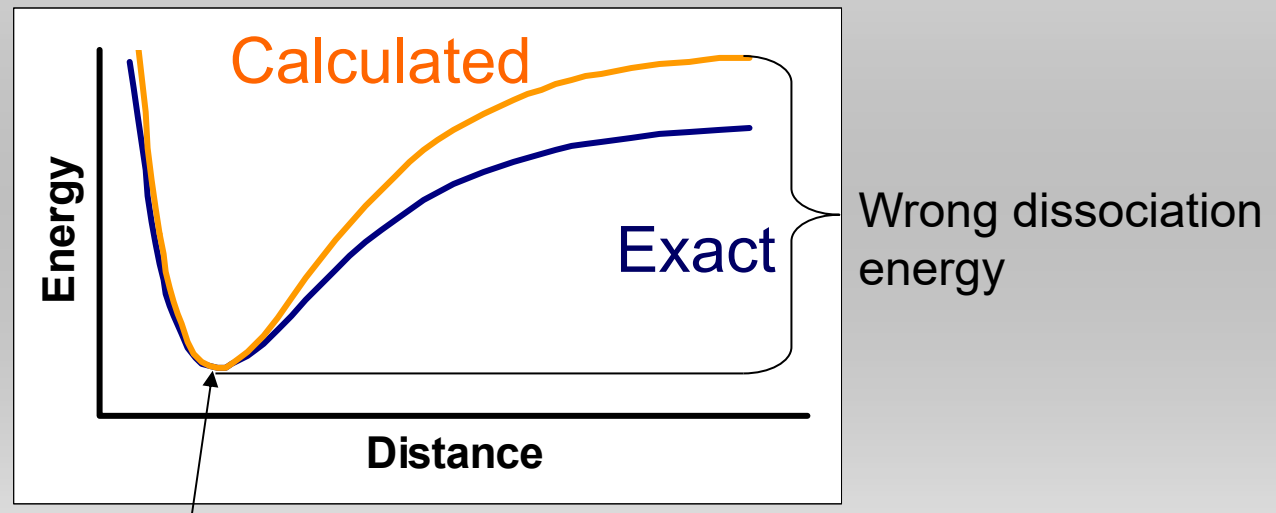 Calculated
Energy
Exact
Wrong dissociation
energy
Distance